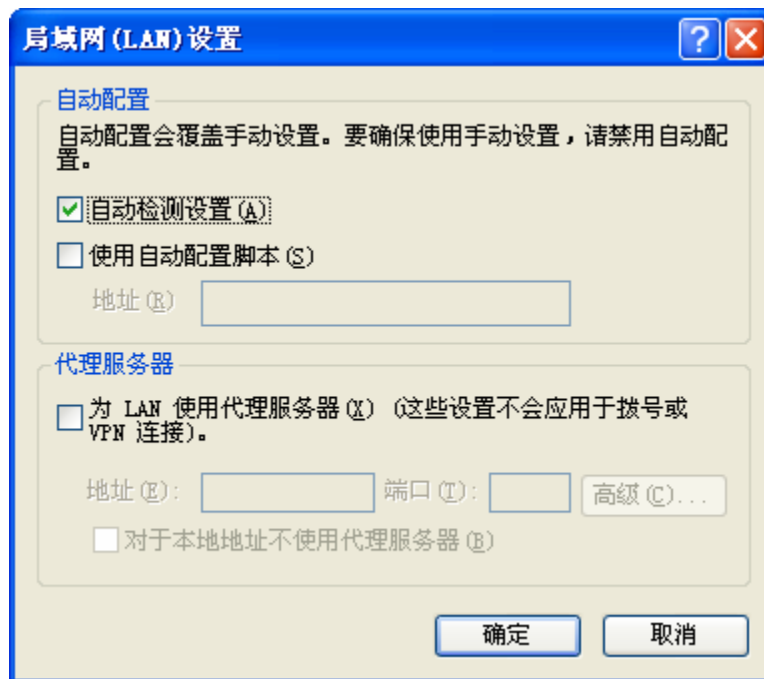 局域网(LAN)设置
自动配置
自动配置会覆盖手动设置。要确保使用手动设置，请禁用自动配
置。
自动检测设置(A)
使用自动配置脚本(S)
地址(R)
代理服务器
为 LAN 使用代理服务器(X) (这些设置不会应用于拨号或
VPN 连接)。
地址(E): 端口(T): 高级(C)...
对于本地地址不使用代理服务器(B)
确定 取消